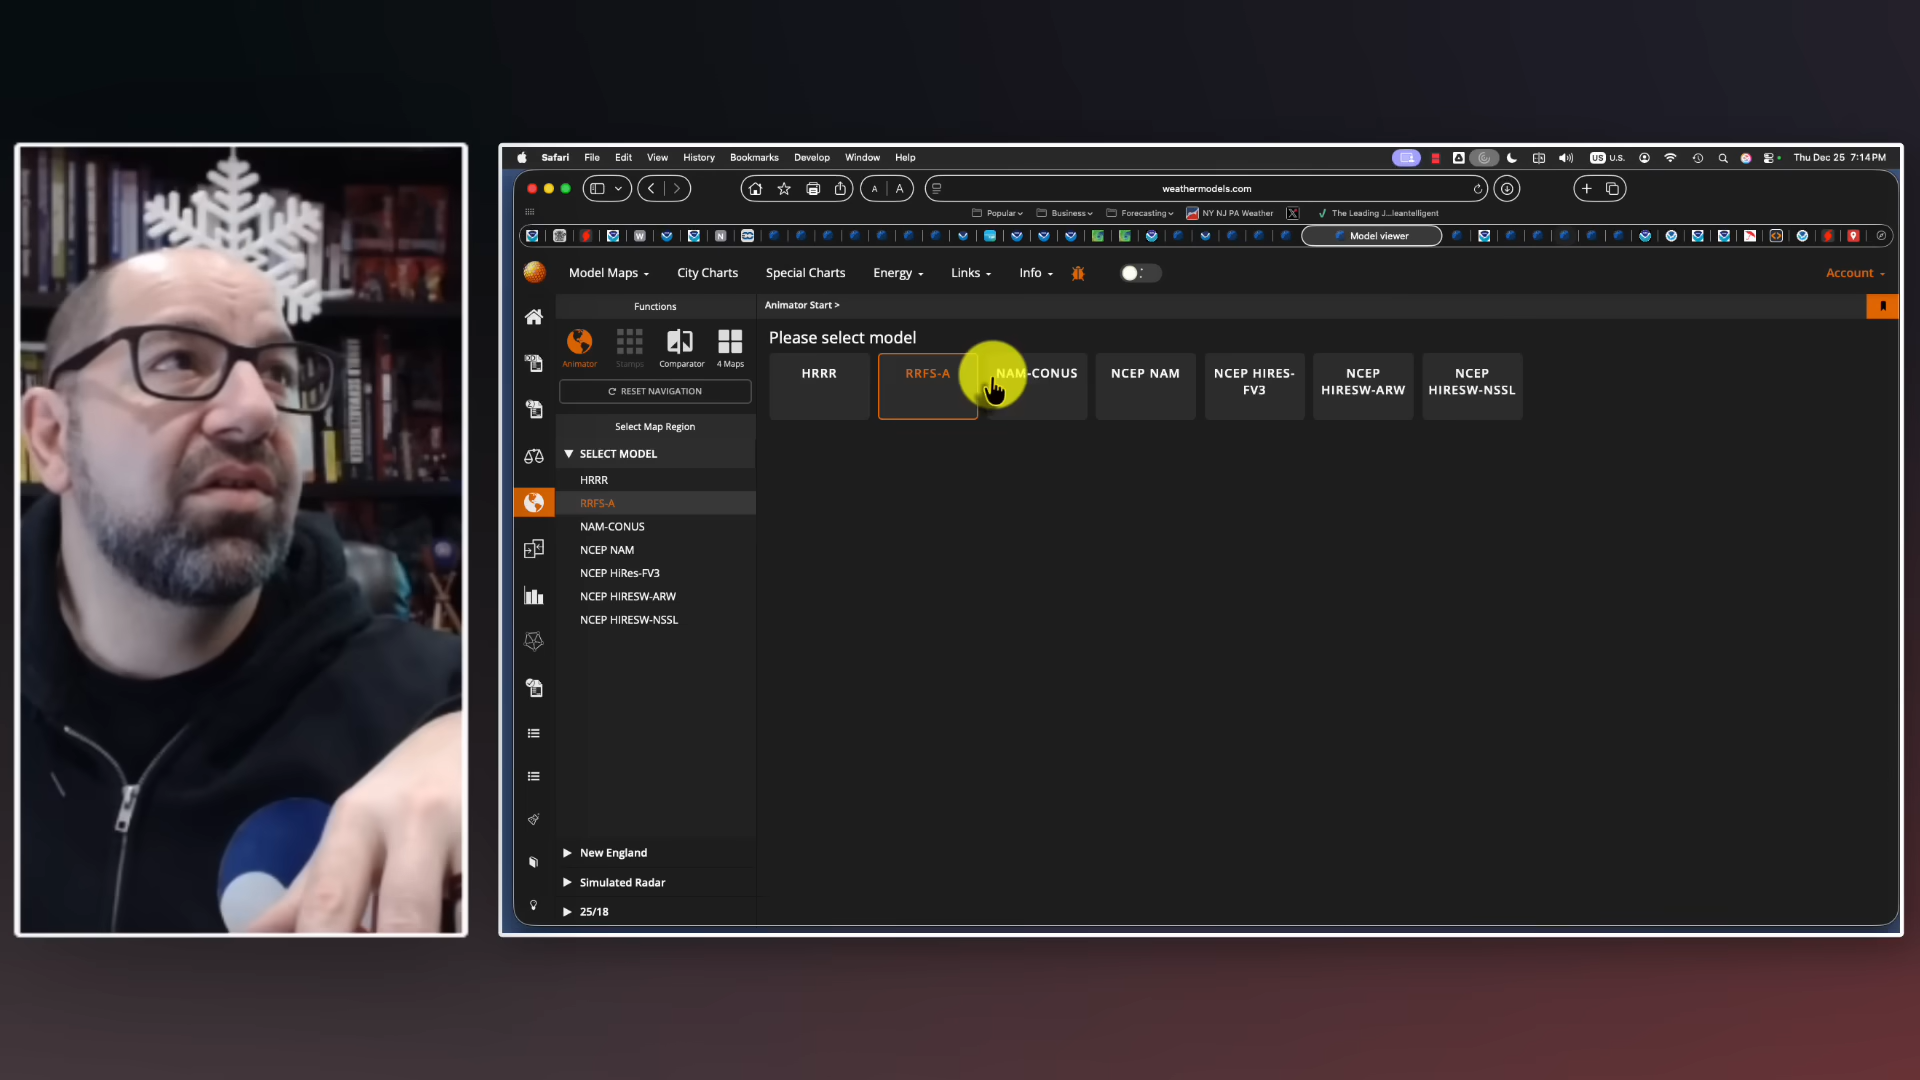 Safari File Edit View History Bookmarks Develop Window Help
US U.S. Thu Dec 25 7:14 PM
A A weathermodels.com
Popular Business Forecasting NY NJ PA Weather The Leading J...leantelligent
Model viewer
Model Maps City Charts Special Charts Energy Links Info Account
Functions
Animator Stamps Comparator 4 Maps
RESET NAVIGATION
Select Map Region
SELECT MODEL
HRRR
RRFS-A
NAM-CONUS
NCEP NAM
NCEP HiRes-FV3
NCEP HIRESW-ARW
NCEP HIRESW-NSSL
New England
Simulated Radar
25/18
Animator Start >
Please select model
HRRR
RRFS-A
NAM-CONUS
NCEP NAM
NCEP HIRES-
FV3
NCEP
HIRESW-ARW
NCEP
HIRESW-NSSL